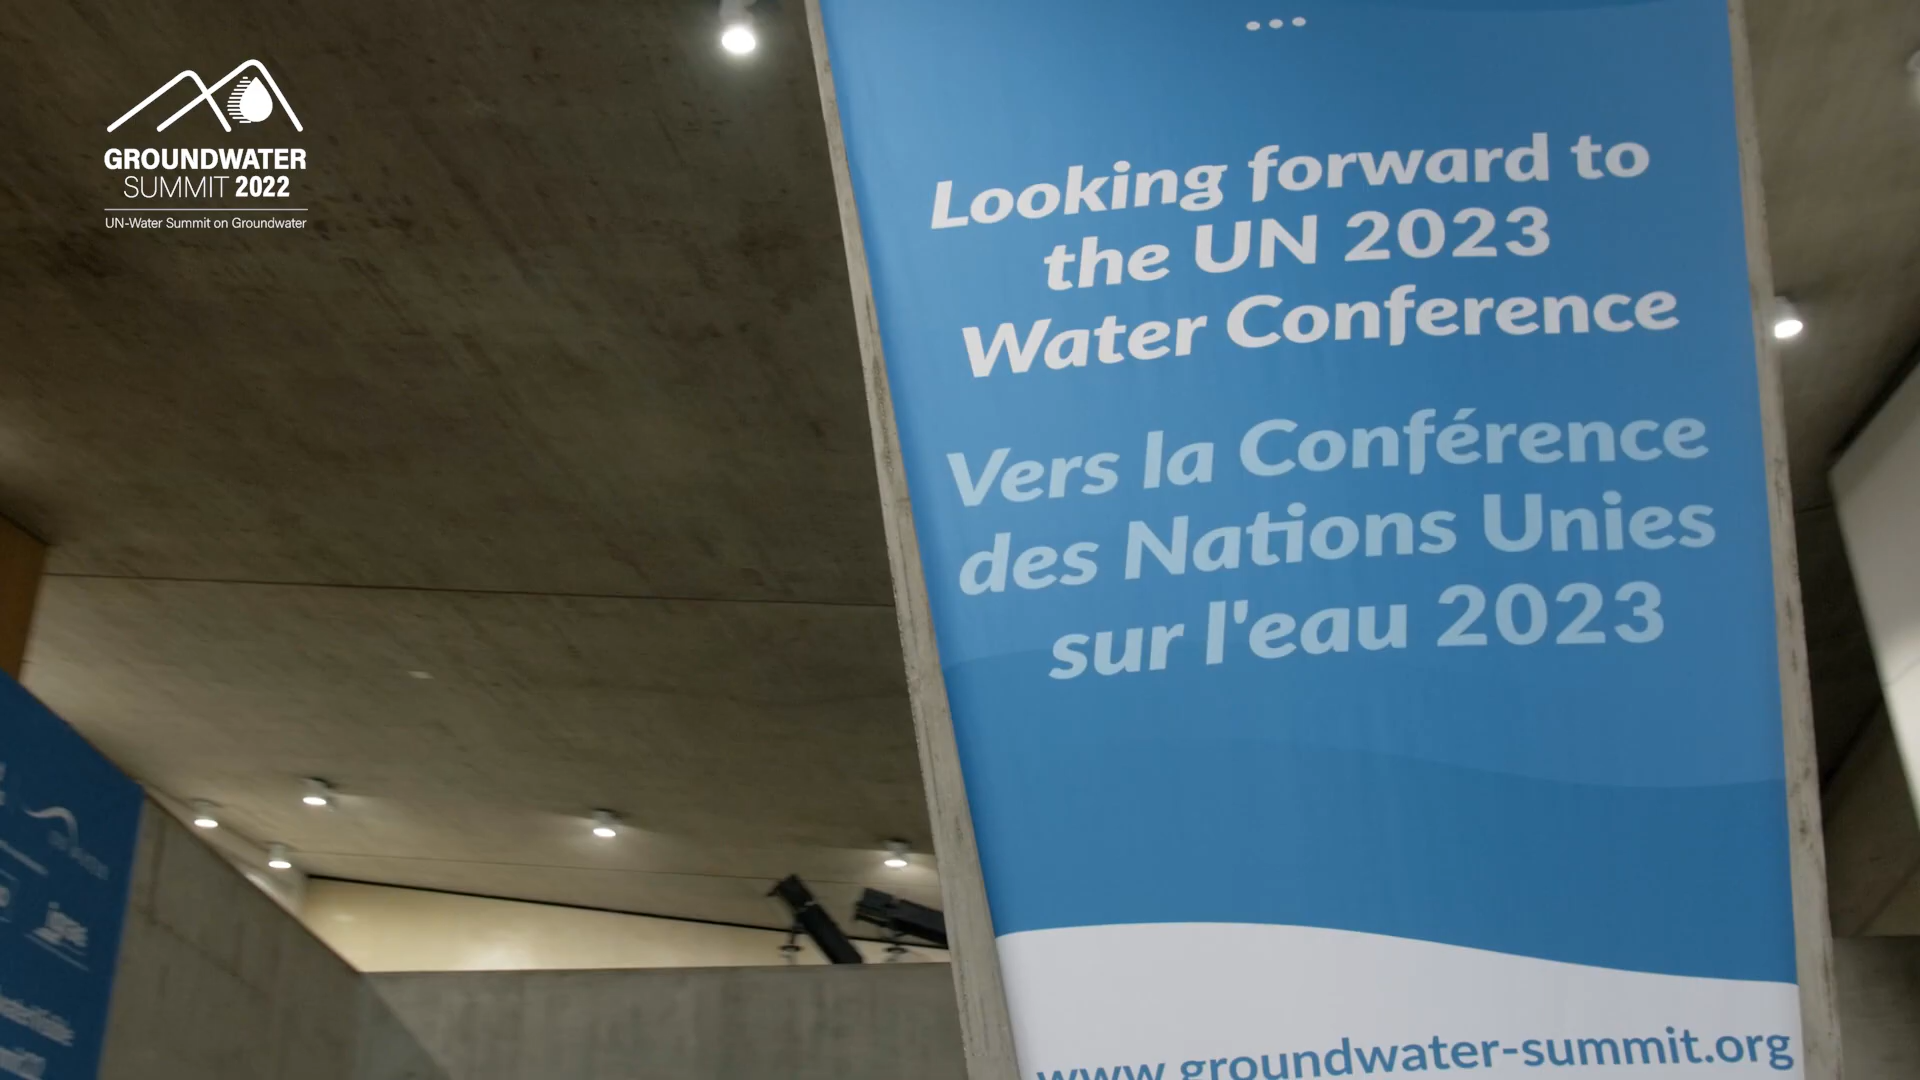 GROUNDWATER
SUMMIT 2022
UN-Water Summit on Groundwater
Looking forward to
the UN 2023
Water Conference
Vers la Conférence
des Nations Unies
sur l'eau 2023
www.groundwater-summit.org